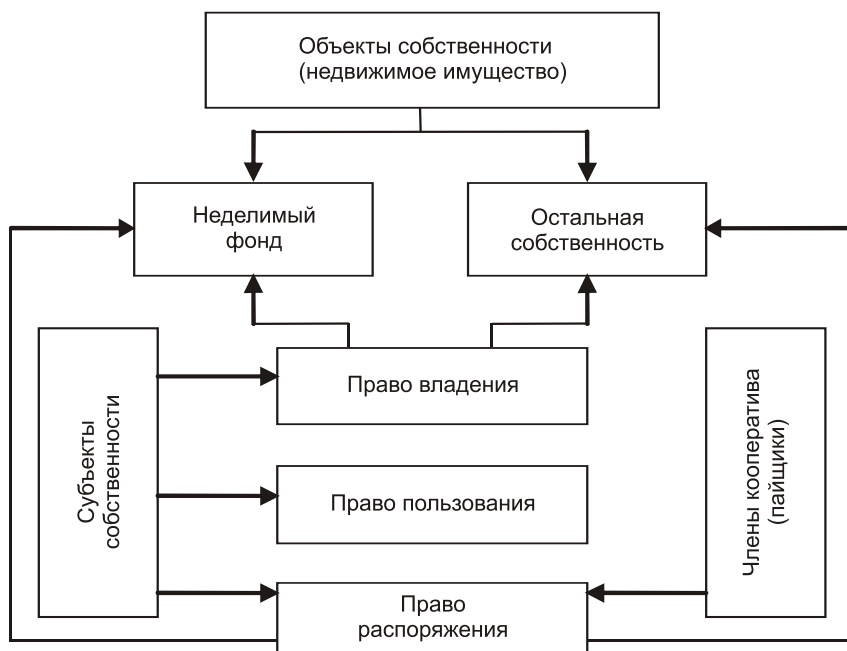 Объекты собственности
(недвижимое имущество)
Неделимый
фонд
Остальная
собственность
Право владения
Субъекты
собственности
Право пользования
Члены кооператива
(пайщики)
Право
распоряжения